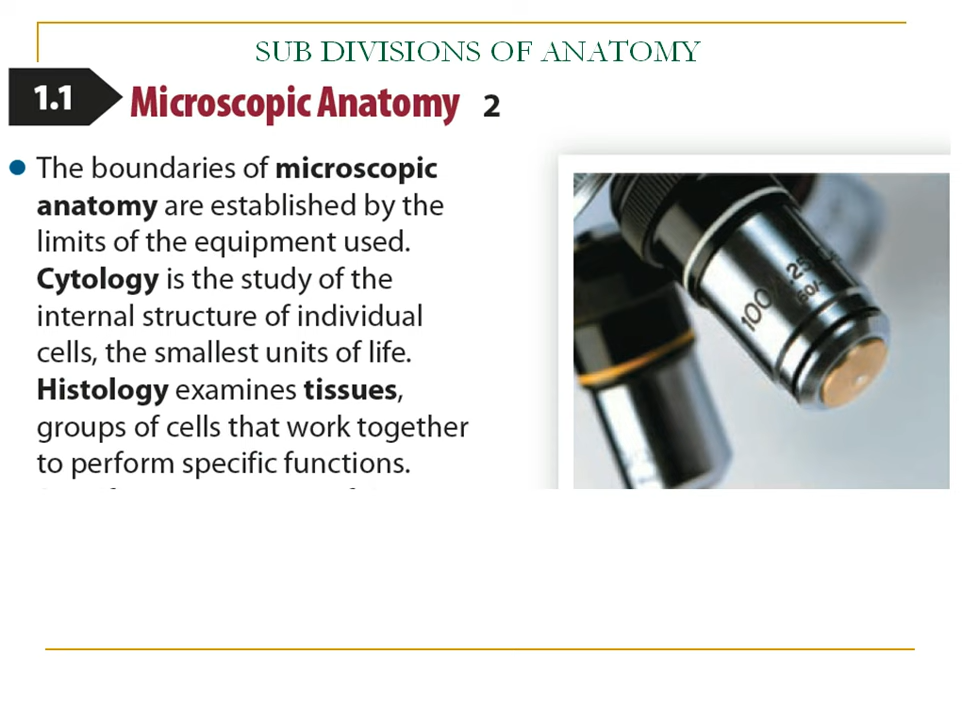 SUB DIVISIONS OF ANATOMY
1.1 Microscopic Anatomy 2
● The boundaries of microscopic
anatomy are established by the
limits of the equipment used.
Cytology is the study of the
internal structure of individual
cells, the smallest units of life.
Histology examines tissues,
groups of cells that work together
to perform specific functions.